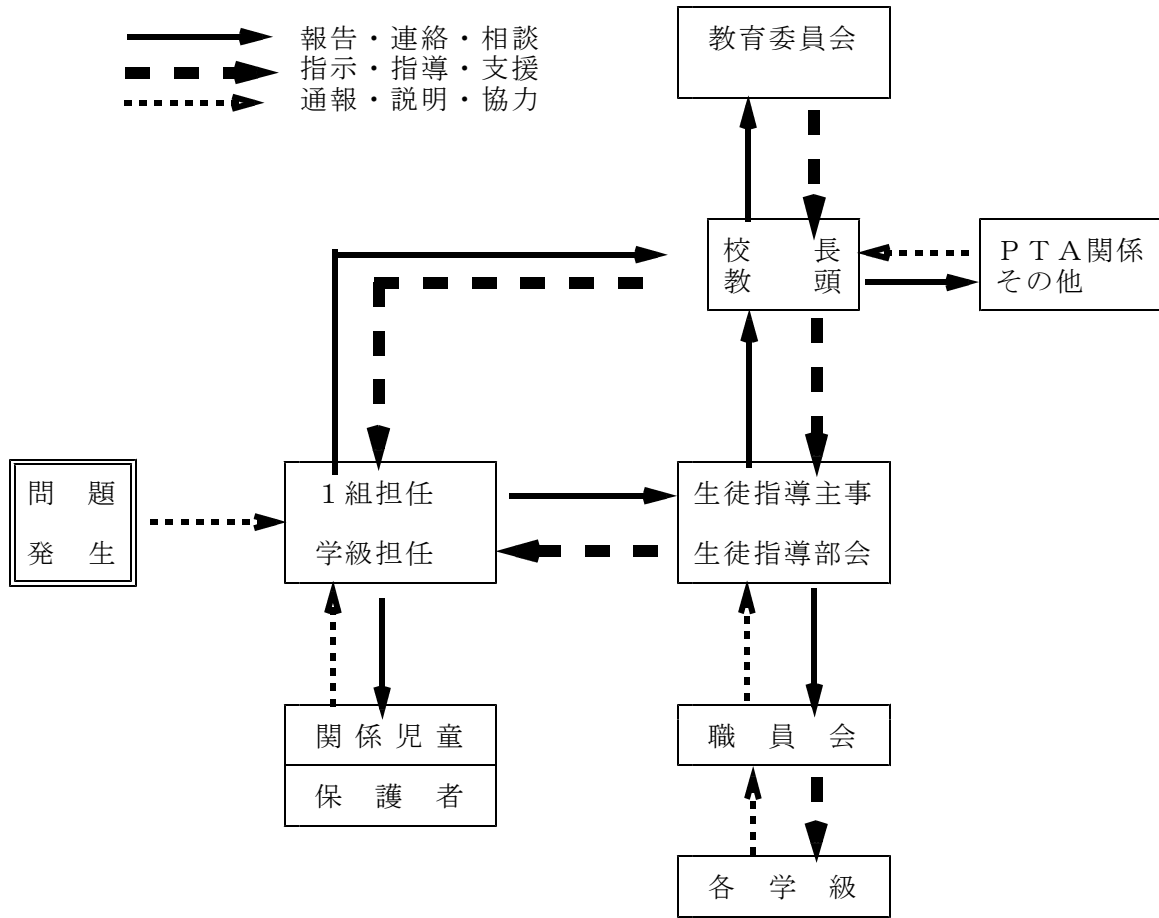 報告・連絡・相談
指示・指導・支援
通報・説明・協力
教育委員会
校長
教頭
ＰＴＡ関係
その他
問題
発生
１組担任
学級担任
生徒指導主事
生徒指導部会
関係児童
保護者
職員会
各学級